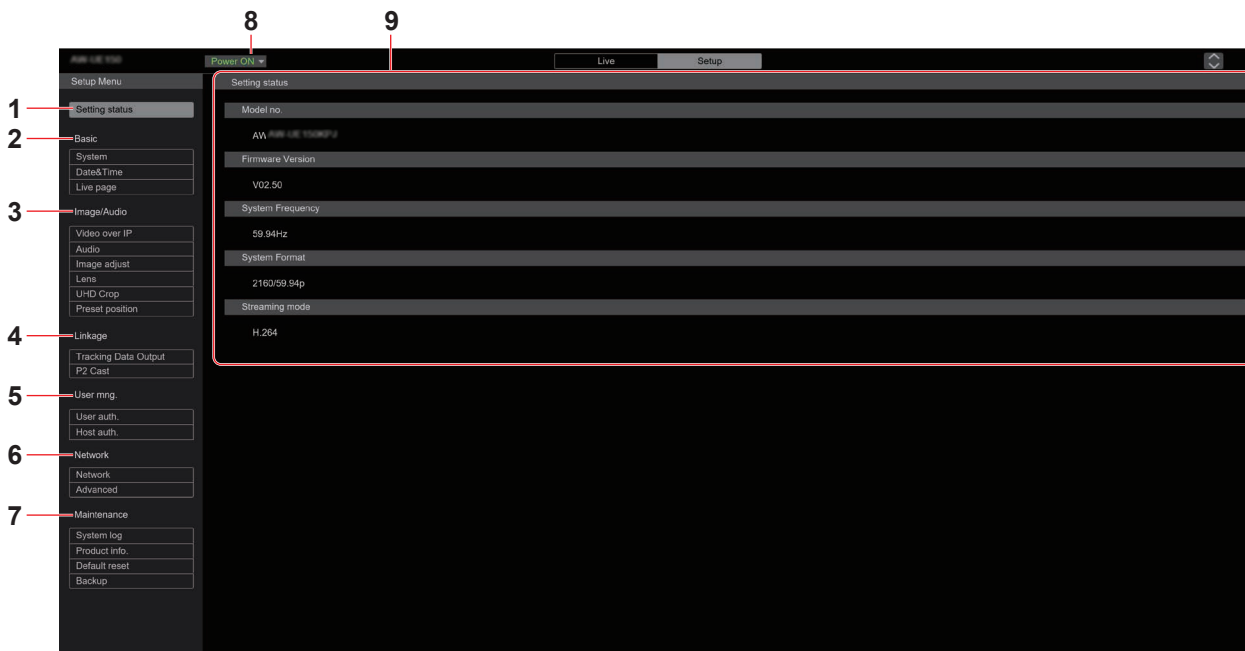 8 9
Power ON
Live Setup
Setup Menu
Setting status
1 Setting status
2 Basic
System
Date&Time
Live page
3 Image/Audio
Video over IP
Audio
Image adjust
Lens
UHD Crop
Preset position
4 Linkage
Tracking Data Output
P2 Cast
5 User mng.
User auth.
Host auth.
6 Network
Network
Advanced
7 Maintenance
System log
Product info.
Default reset
Backup
Model no.
AW
Firmware Version
V02.50
System Frequency
59.94Hz
System Format
2160/59.94p
Streaming mode
H.264